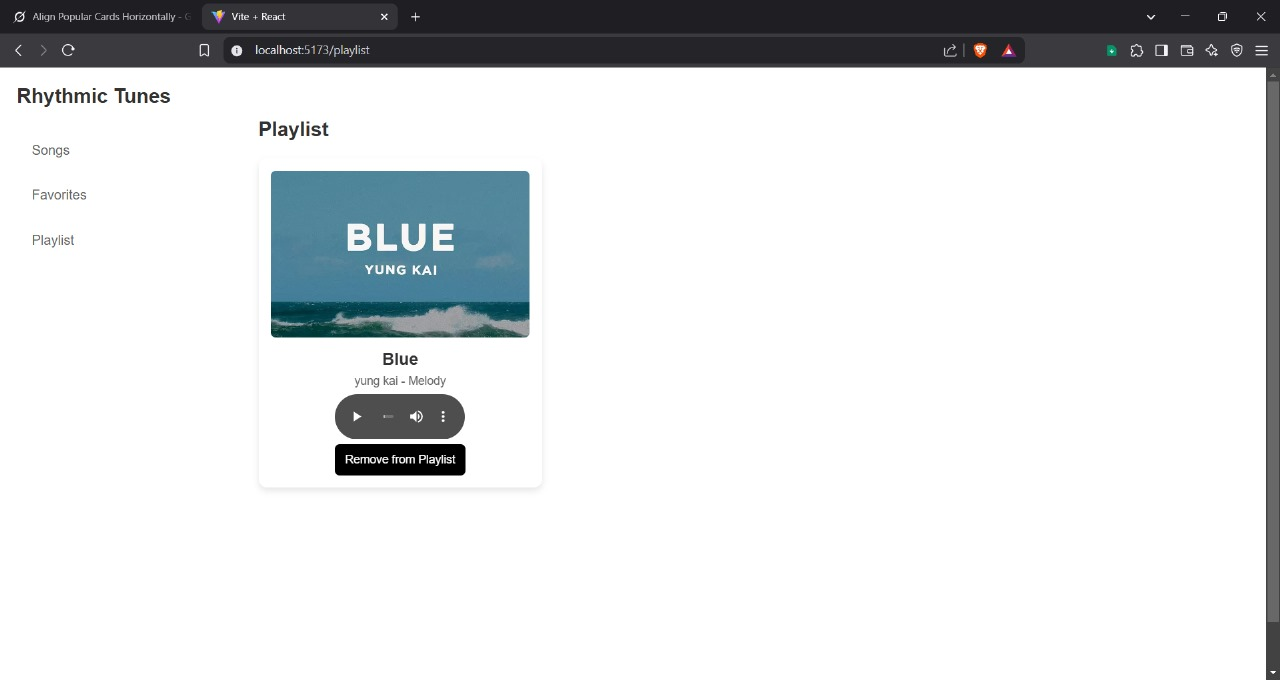 Align Popular Cards Horizontally - G
Vite + React
localhost:5173/playlist
Rhythmic Tunes
Songs
Favorites
Playlist
Playlist
BLUE
YUNG KAI
Blue
yung kai - Melody
Remove from Playlist